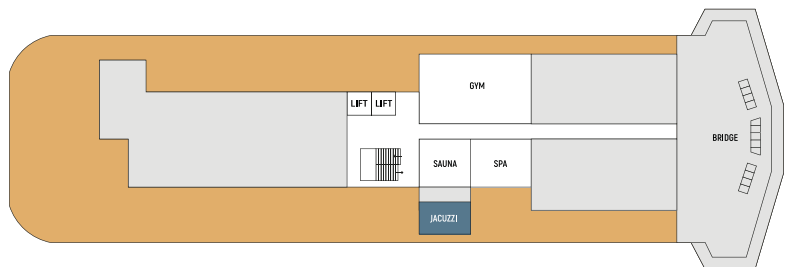 GYM
LIFT LIFT
BRIDGE
SAUNA SPA
JACUZZI